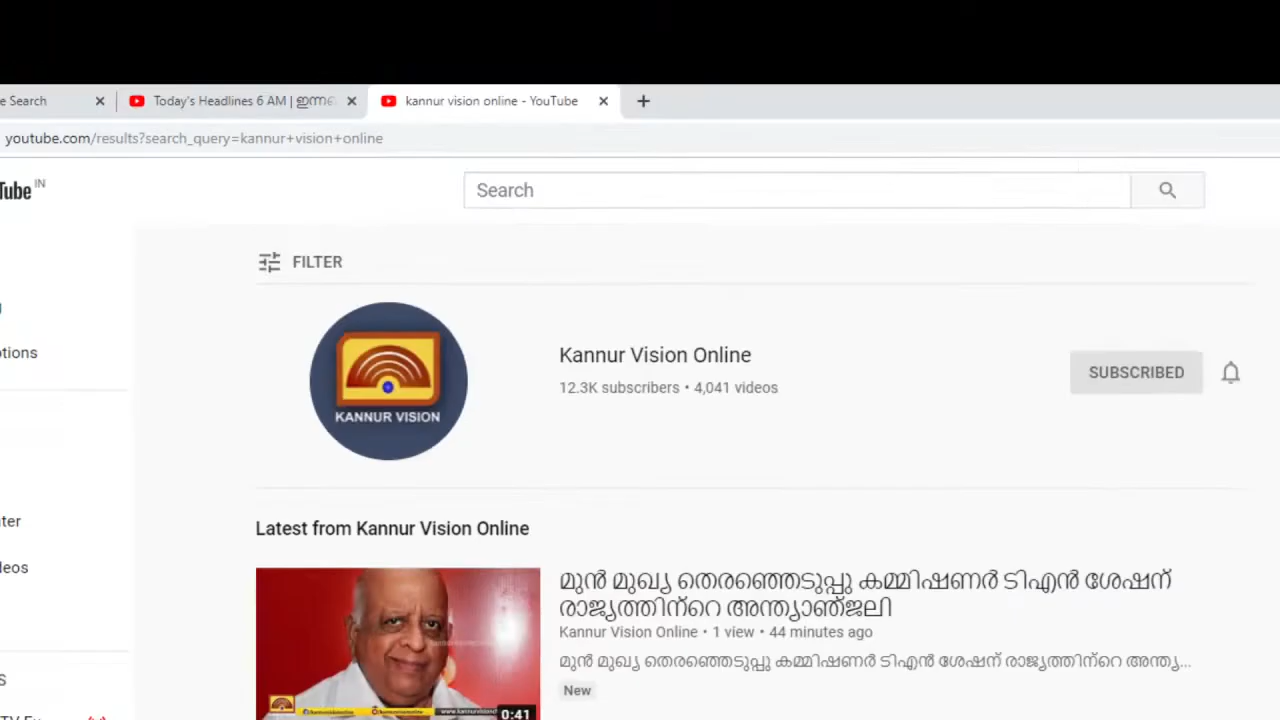 e Search
Today's Headlines 6 AM | ഇന്നത്
kannur vision online - YouTube
youtube.com/results?search_query=kannur+vision+online
Tube IN
Search
FILTER
KANNUR VISION
Kannur Vision Online
12.3K subscribers • 4,041 videos
SUBSCRIBED
ptions
Latest from Kannur Vision Online
മുൻ മുഖ്യ തെരഞ്ഞെടുപ്പു കമ്മിഷണർ ടിഎൻ ശേഷന്
രാജ്യത്തിന്റെ അന്ത്യാഞ്ജലി
Kannur Vision Online • 1 view • 44 minutes ago
മുൻ മുഖ്യ തെരഞ്ഞെടുപ്പു കമ്മിഷണർ ടിഎൻ ശേഷന് രാജ്യത്തിന്റെ അന്ത്യ...
New
0:41